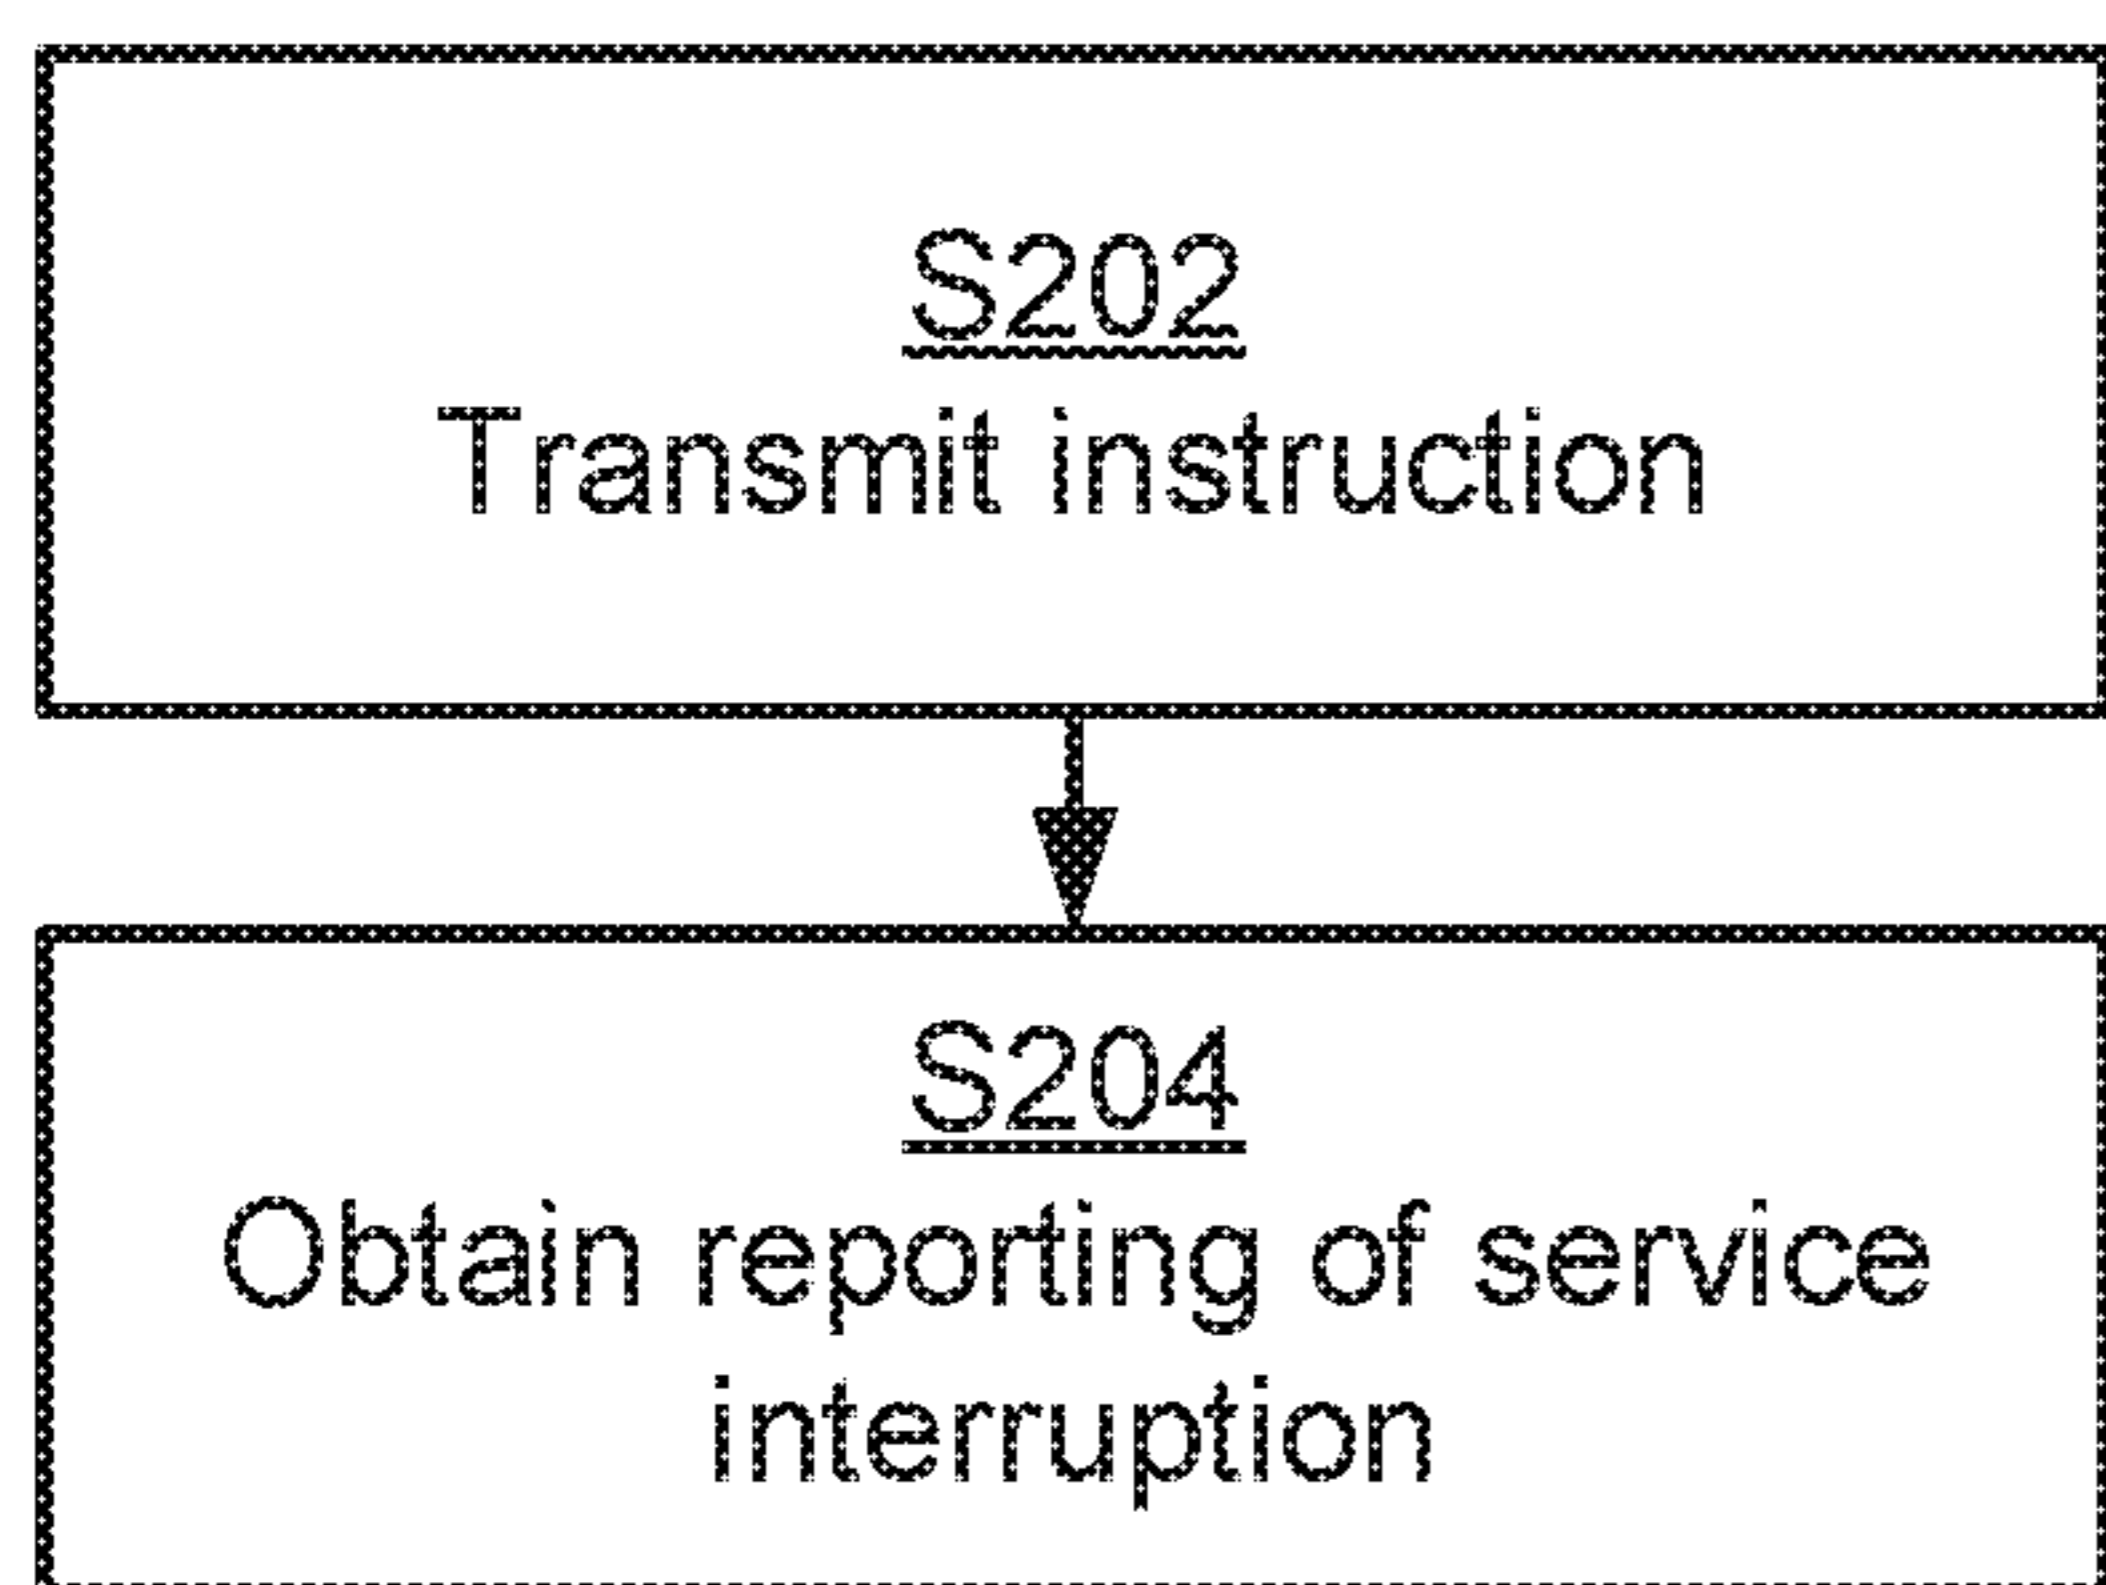 S202
Transmit instruction
S204
Obtain reporting of service
interruption